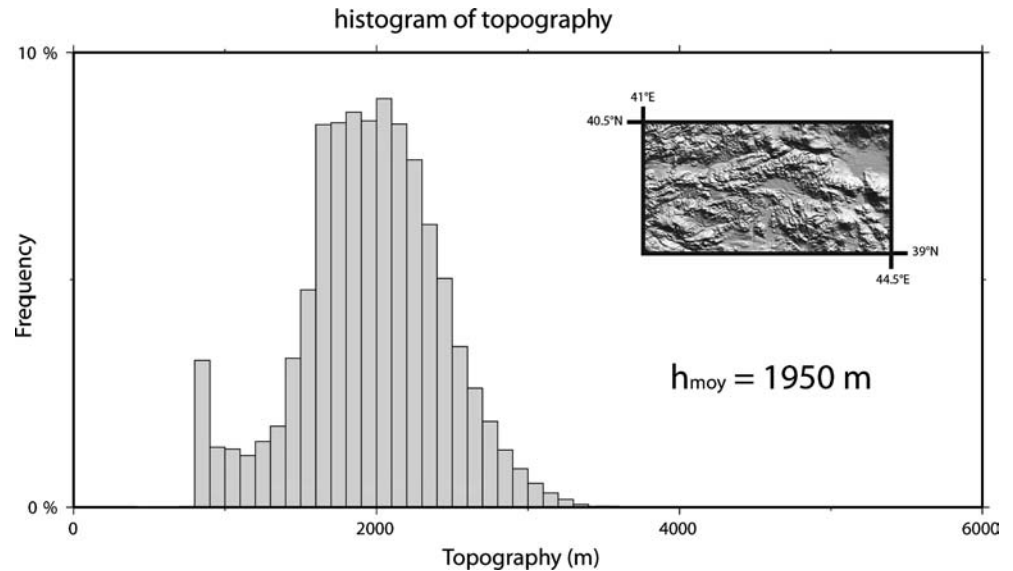 histogram of topography
10 %
Frequency
0 %
41°E
40.5°N
39°N
44.5°E
hmoy = 1950 m
0
2000
4000
6000
Topography (m)